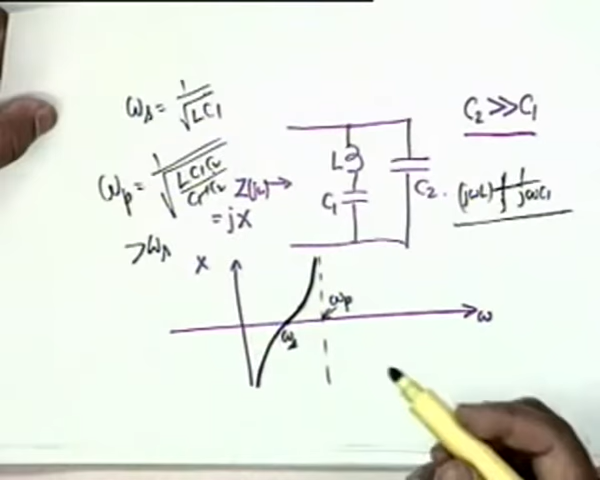 ωs = 1/√LC1
C2 >> C1
ωp = 1/√(LC1C2/C1+C2)
Z(jω) →
= jX
L
C1
C2
(jωL) + 1/jωC1
> ωs
X
ωp
ωs
ω